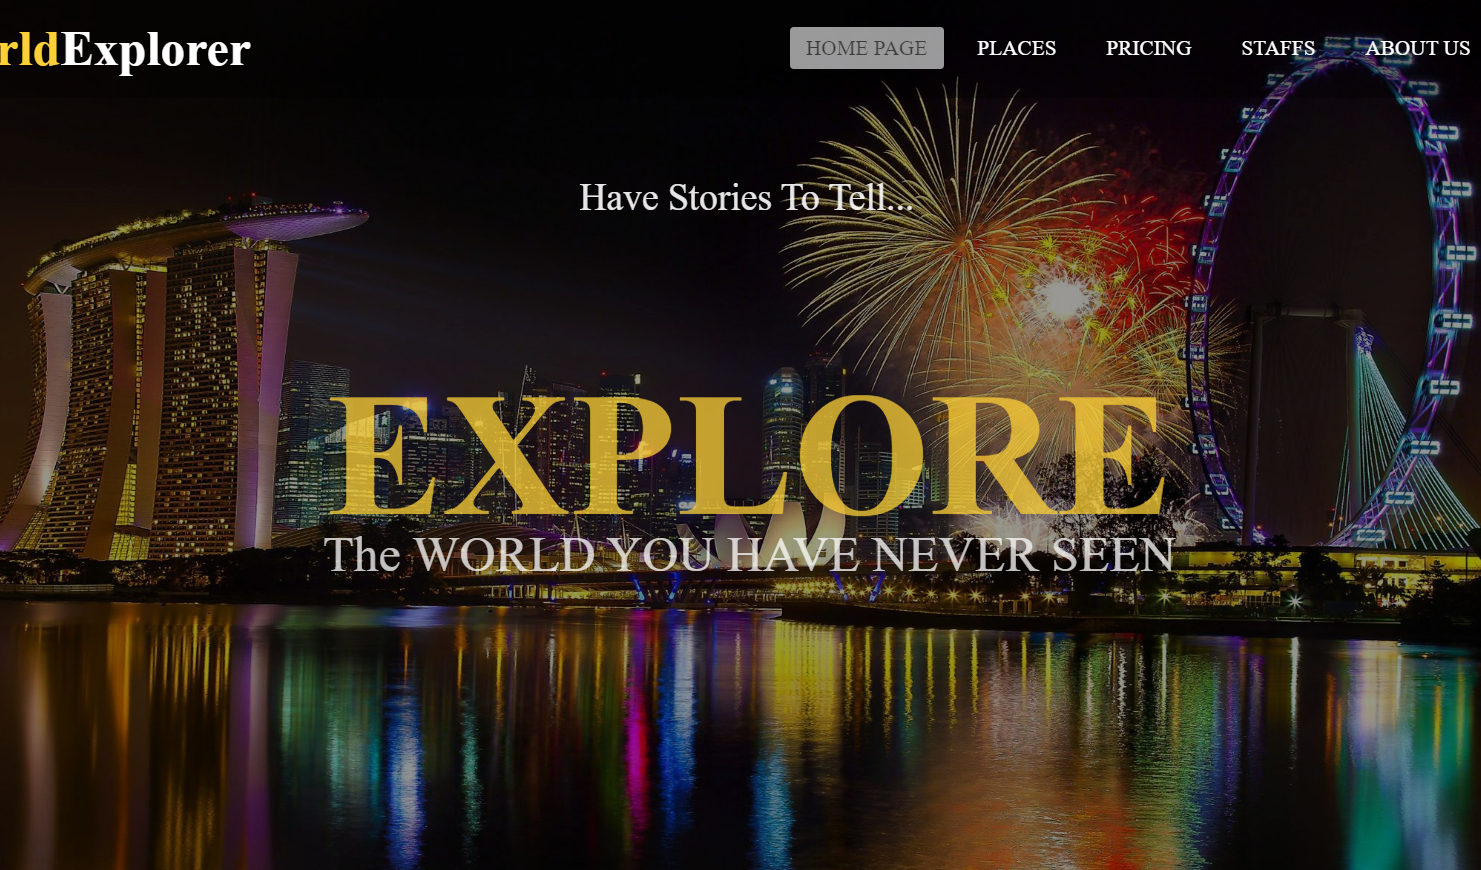 rldExplorer
HOME PAGE PLACES PRICING STAFFS ABOUT US
Have Stories To Tell...
EXPLORE
The WORLD YOU HAVE NEVER SEEN